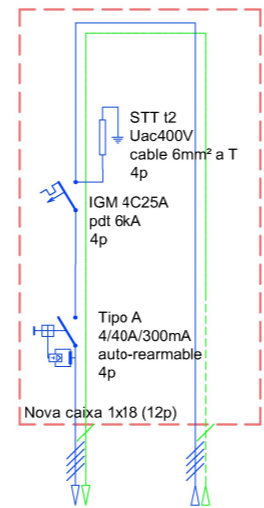 STT t2
Uac400V
cable 6mm² a T
4p
IGM 4C25A
pdt 6kA
4p
Tipo A
4/40A/300mA
auto-rearmable
4p
Nova caixa 1x18 (12p)